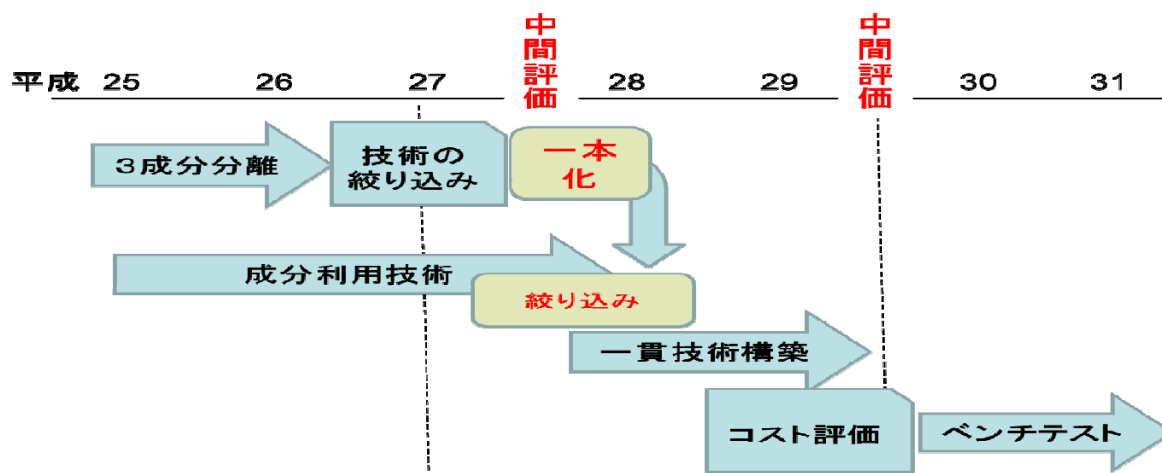 中間評価
中間評価
平成 25 26 27 28 29 30 31
3成分分離
技術の
絞り込み
一本
化
成分利用技術
絞り込み
一貫技術構築
コスト評価
ベンチテスト